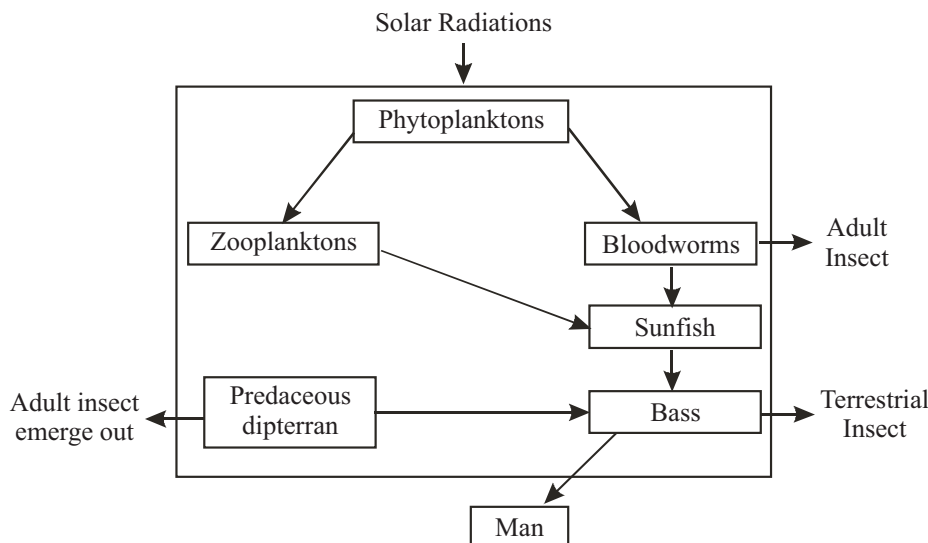 Solar Radiations
Phytoplanktons
Zooplanktons
Bloodworms
Adult
Insect
Sunfish
Adult insect
emerge out
Predaceous
dipterran
Bass
Terrestrial
Insect
Man